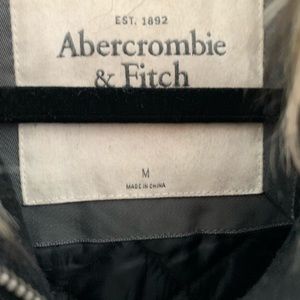 EST. 1892
Abercrombie
& Fitch
M
MADE IN CHINA